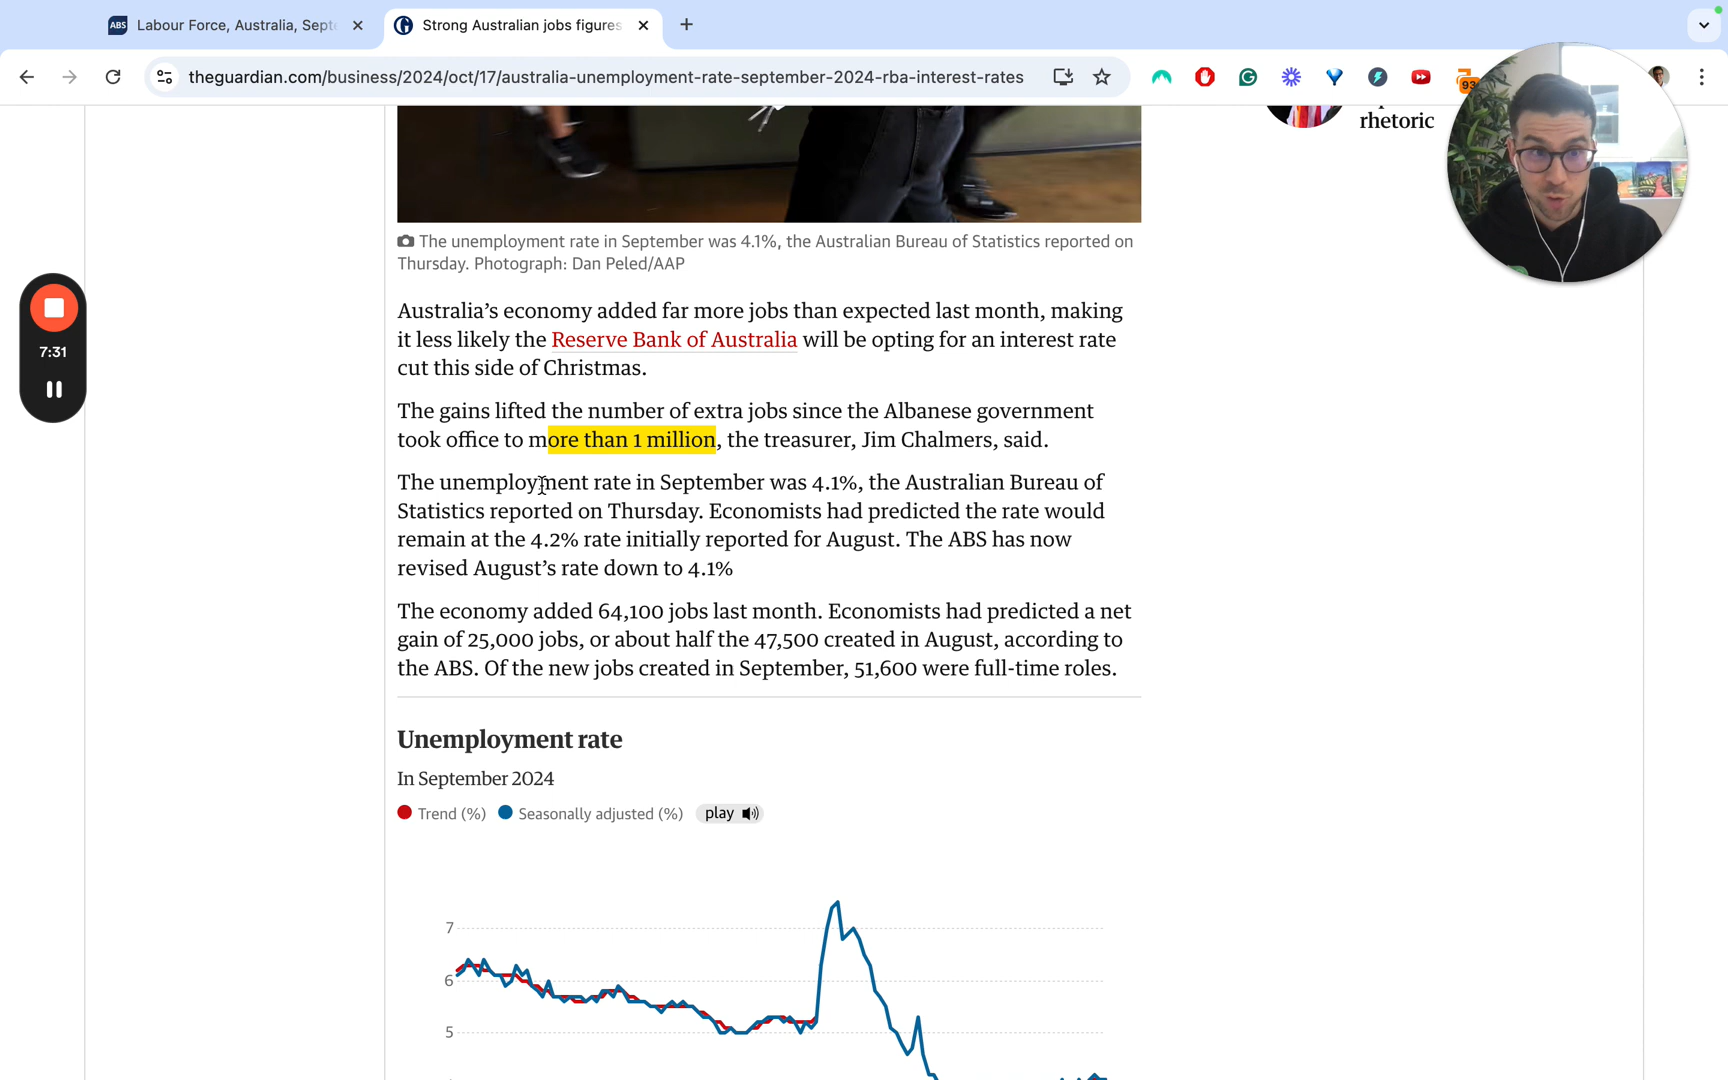 ABS Labour Force, Australia, Sept
Strong Australian jobs figures
theguardian.com/business/2024/oct/17/australia-unemployment-rate-september-2024-rba-interest-rates
93
rhetoric
7:31
The unemployment rate in September was 4.1%, the Australian Bureau of Statistics reported on
Thursday. Photograph: Dan Peled/AAP
Australia’s economy added far more jobs than expected last month, making
it less likely the Reserve Bank of Australia will be opting for an interest rate
cut this side of Christmas.
The gains lifted the number of extra jobs since the Albanese government
took office to more than 1 million, the treasurer, Jim Chalmers, said.
The unemployment rate in September was 4.1%, the Australian Bureau of
Statistics reported on Thursday. Economists had predicted the rate would
remain at the 4.2% rate initially reported for August. The ABS has now
revised August’s rate down to 4.1%
The economy added 64,100 jobs last month. Economists had predicted a net
gain of 25,000 jobs, or about half the 47,500 created in August, according to
the ABS. Of the new jobs created in September, 51,600 were full-time roles.
Unemployment rate
In September 2024
Trend (%) Seasonally adjusted (%) play
7
6
5